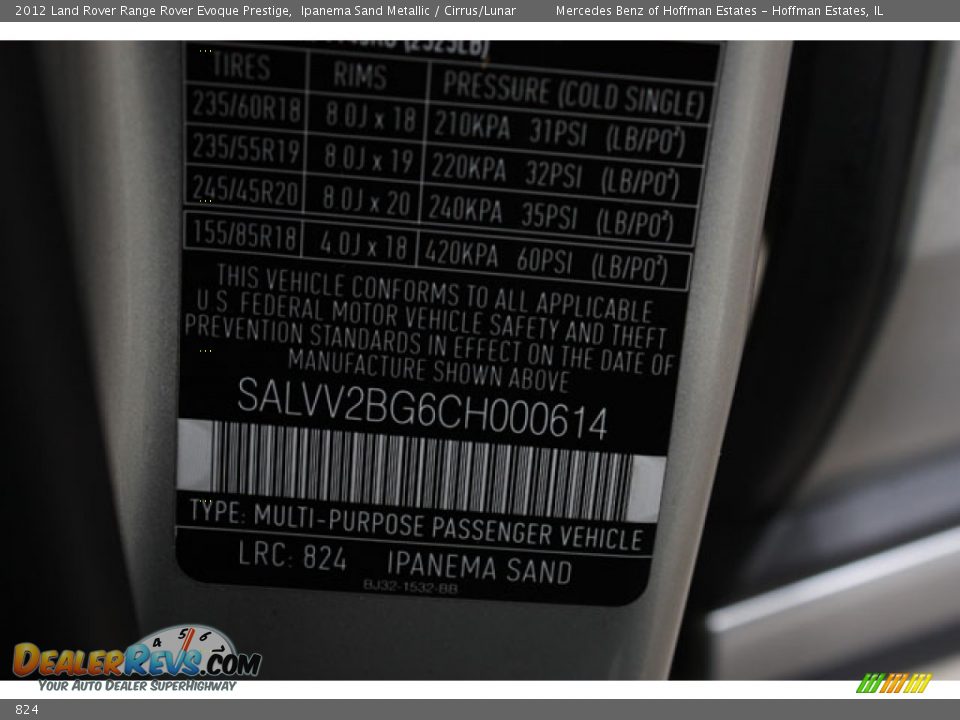 2012 Land Rover Range Rover Evoque Prestige, Ipanema Sand Metallic / Cirrus/Lunar Mercedes Benz of Hoffman Estates - Hoffman Estates, IL
TIRES RIMS PRESSURE (COLD SINGLE)
235/60R18 8.0J x 18 210KPA 31PSI (LB/PO²)
235/55R19 8.0J x 19 220KPA 32PSI (LB/PO²)
245/45R20 8.0J x 20 240KPA 35PSI (LB/PO²)
155/85R18 4.0J x 18 420KPA 60PSI (LB/PO²)
THIS VEHICLE CONFORMS TO ALL APPLICABLE
U.S. FEDERAL MOTOR VEHICLE SAFETY AND THEFT
PREVENTION STANDARDS IN EFFECT ON THE DATE OF
MANUFACTURE SHOWN ABOVE
SALVV2BG6CH000614
TYPE: MULTI-PURPOSE PASSENGER VEHICLE
LRC: 824 IPANEMA SAND
BJ32-1532-BB
4 5 6
DEALERREVS.COM
YOUR AUTO DEALER SUPERHIGHWAY
824